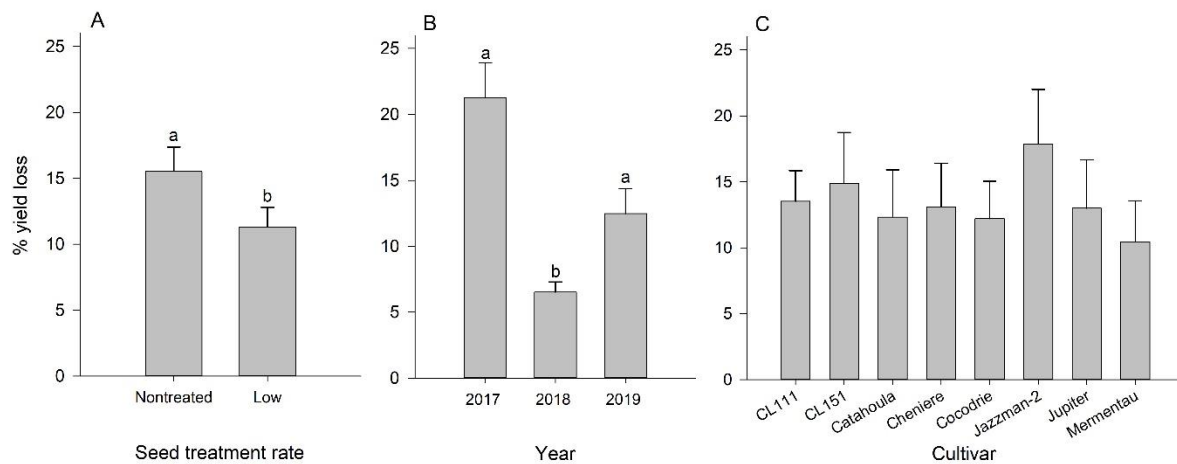 A
% yield loss
25
20
15
10
5
0
a
b
Nontreated
Low
Seed treatment rate
B
25
20
15
10
5
0
a
b
a
2017
2018
2019
Year
C
25
20
15
10
5
0
CL111
CL151
Catahoula
Cheniere
Cocodrie
Jazzman-2
Jupiter
Mermentau
Cultivar